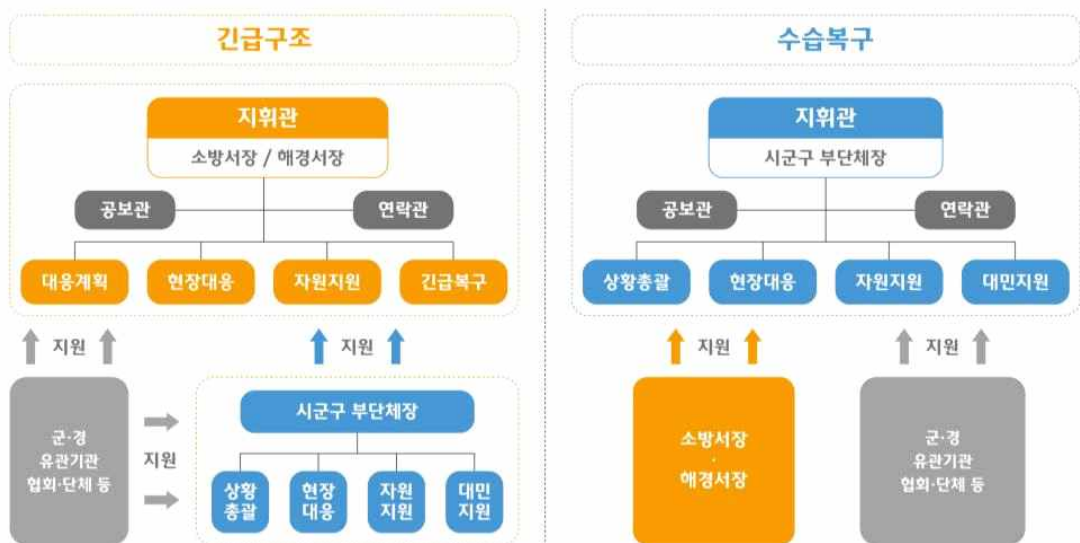 긴급구조
지휘관
소방서장 / 해경서장
공보관
연락관
대응계획
현장대응
자원지원
긴급복구
지원
지원
군·경
유관기관
협회·단체 등
지원
시군구 부단체장
상황
총괄
현장
대응
자원
지원
대민
지원
수습복구
지휘관
시군구 부단체장
공보관
연락관
상황총괄
현장대응
자원지원
대민지원
지원
지원
소방서장
·
해경서장
군·경
유관기관
협회·단체 등